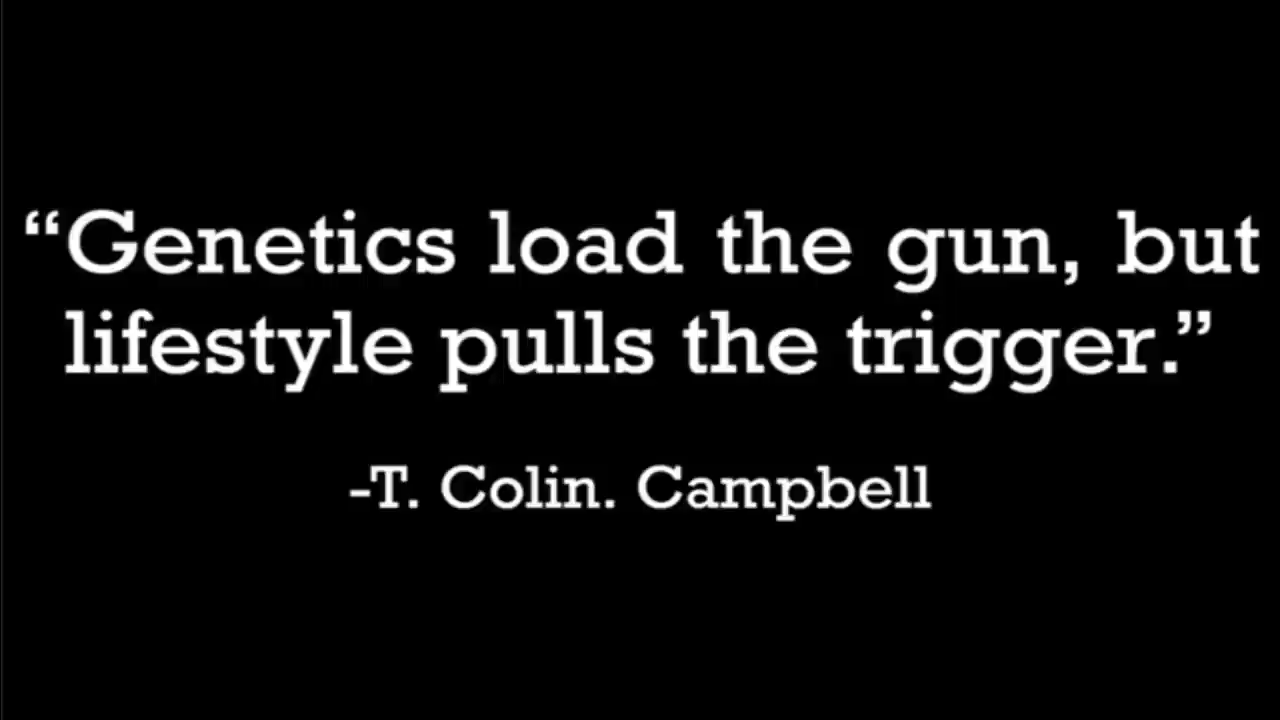 “Genetics load the gun, but
lifestyle pulls the trigger.”
-T. Colin. Campbell